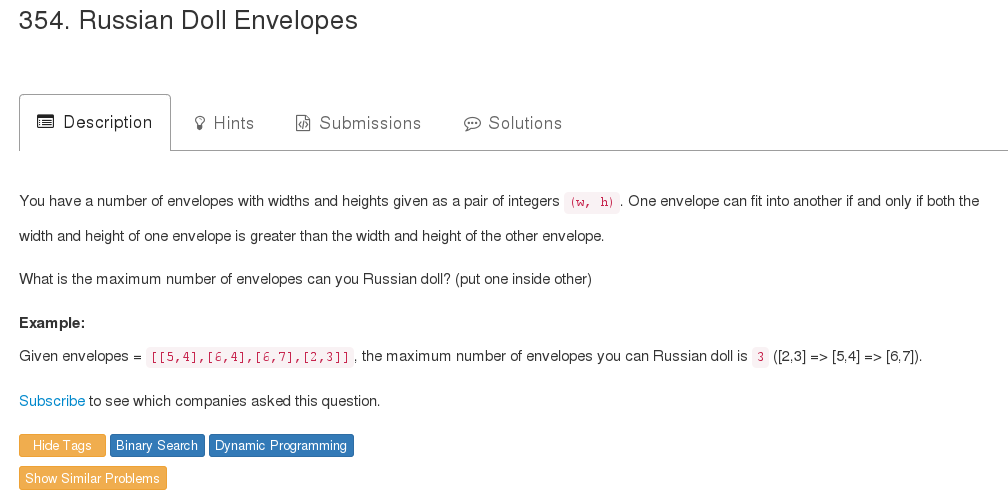 354. Russian Doll Envelopes
Description Hints Submissions Solutions
You have a number of envelopes with widths and heights given as a pair of integers (w, h). One envelope can fit into another if and only if both the
width and height of one envelope is greater than the width and height of the other envelope.
What is the maximum number of envelopes can you Russian doll? (put one inside other)
Example:
Given envelopes = [[5,4],[6,4],[6,7],[2,3]], the maximum number of envelopes you can Russian doll is 3 ([2,3] => [5,4] => [6,7]).
Subscribe to see which companies asked this question.
Hide Tags Binary Search Dynamic Programming
Show Similar Problems